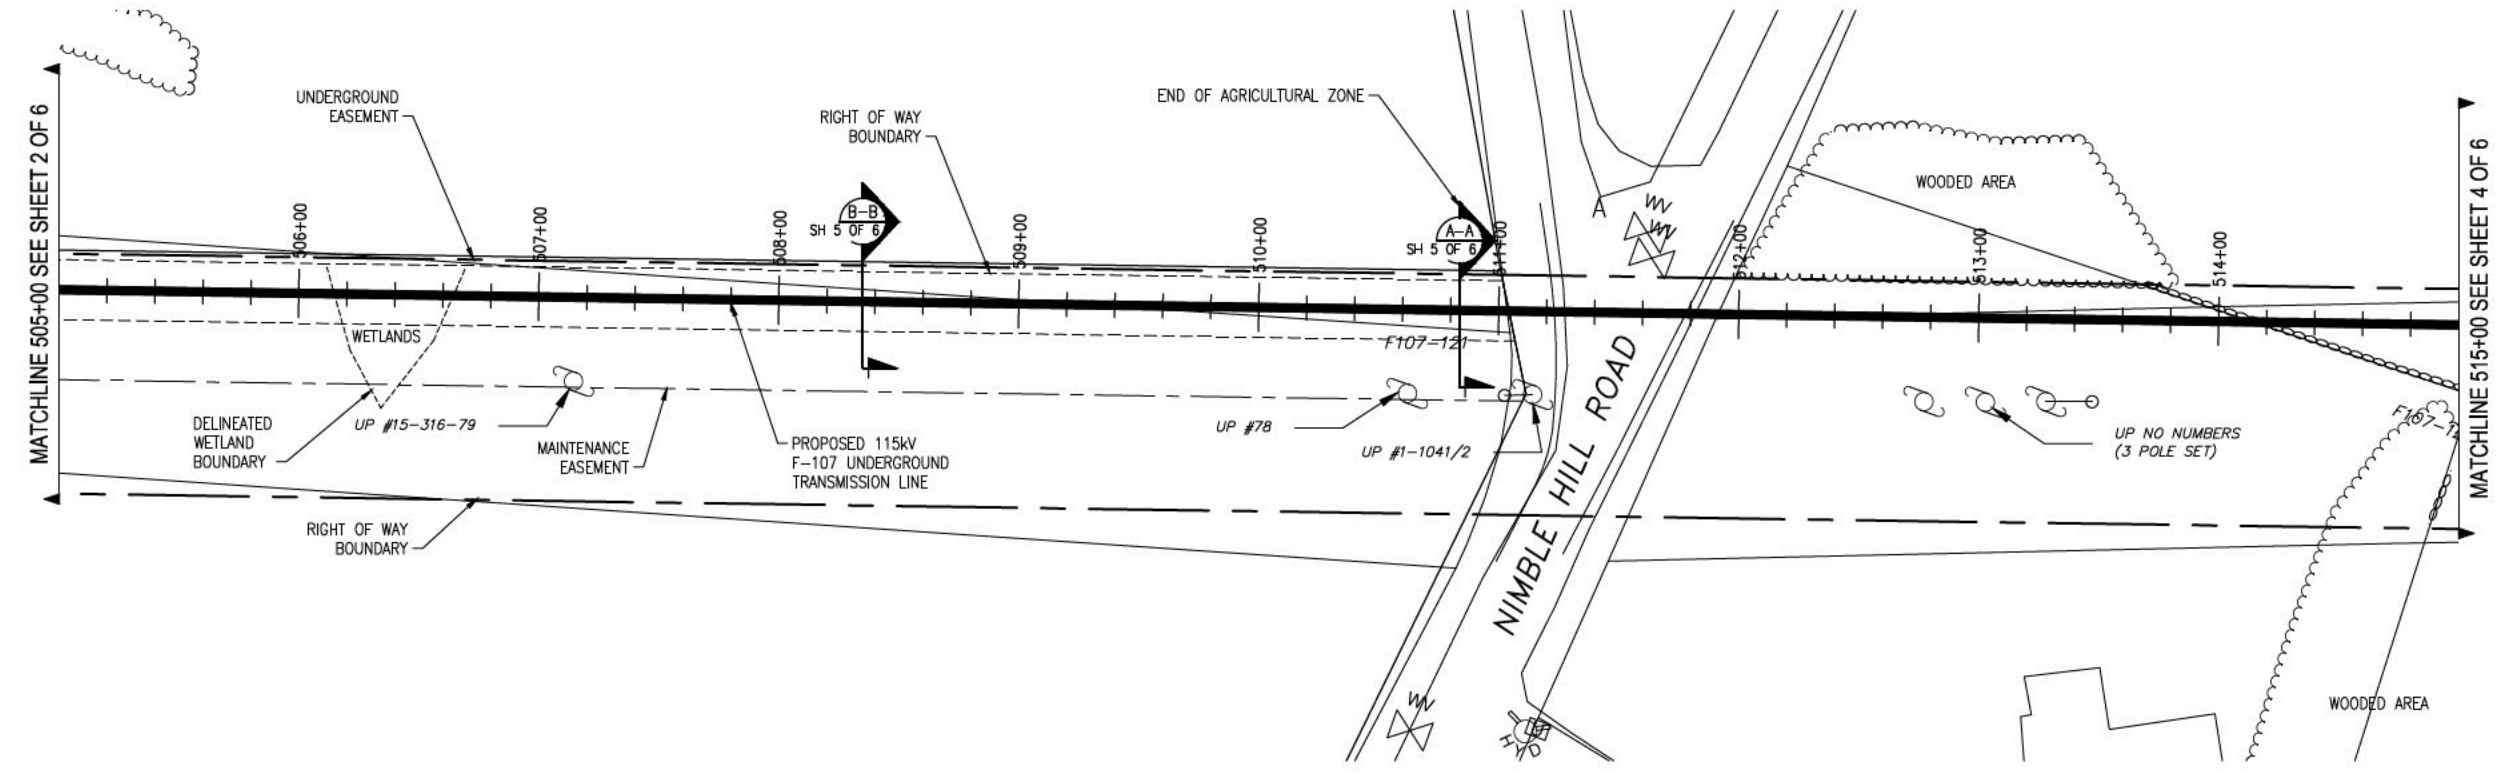 MATCHLINE 505+00 SEE SHEET 2 OF 6
UNDERGROUND
EASEMENT
RIGHT OF WAY
BOUNDARY
END OF AGRICULTURAL ZONE
WOODED AREA
B-B
SH 5 OF 6
A-A
SH 5 OF 6
WV
WV
506+00
507+00
508+00
509+00
510+00
511+00
512+00
513+00
514+00
WETLANDS
F107-121
DELINEATED
WETLAND
BOUNDARY
UP #15-316-79
MAINTENANCE
EASEMENT
PROPOSED 115kV
F-107 UNDERGROUND
TRANSMISSION LINE
UP #78
UP #1-1041/2
NIMBLE HILL ROAD
UP NO NUMBERS
(3 POLE SET)
RIGHT OF WAY
BOUNDARY
WV
HYD
WOODED AREA
MATCHLINE 515+00 SEE SHEET 4 OF 6